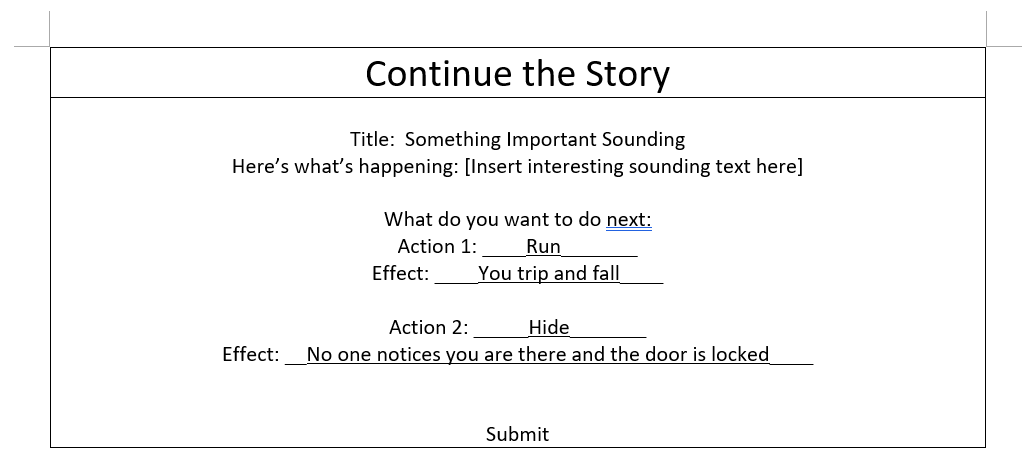 Continue the Story
Title:  Something Important Sounding
Here’s what’s happening: [Insert interesting sounding text here]
What do you want to do next:
Action 1: ____Run_______
Effect: ____You trip and fall____
Action 2: _____Hide_______
Effect: __No one notices you are there and the door is locked____
Submit